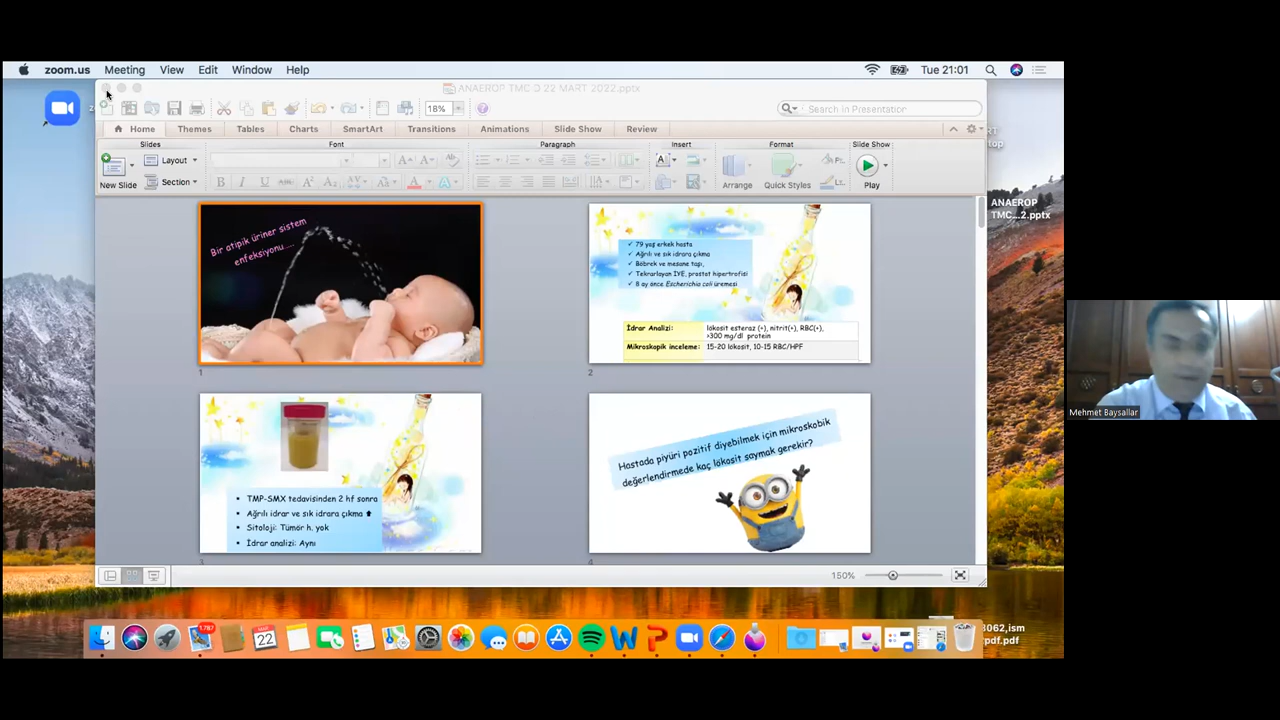 zoom.us Meeting View Edit Window Help
Tue 21:01
ANAEROP TMC D 22 MART 2022.pptx
18%
Search in Presentation
Home Themes Tables Charts SmartArt Transitions Animations Slide Show Review
Slides Font Paragraph Insert Format Slide Show
Layout
Section
New Slide
Arrange Quick Styles Play
ANAEROP
TMC...2.pptx
Bir atipik üriner sistem
enfeksiyonu.....
1
✓ 79 yaş erkek hasta
✓ Ağrılı ve sık idrara çıkma
✓ Böbrek ve mesane taşı,
✓ Tekrarlayan İYE, prostat hipertrofisi
✓ 8 ay önce Escherichia coli üremesi
İdrar Analizi: lökosit esteraz (+), nitrit(+), RBC(+),
>300 mg/dl protein
Mikroskopik inceleme: 15-20 lökosit, 10-15 RBC/HPF
2
• TMP-SMX tedavisinden 2 hf sonra
• Ağrılı idrar ve sık idrara çıkma ⬆
• Sitoloji: Tümör h. yok
• İdrar analizi: Aynı
Hastada piyüri pozitif diyebilmek için mikroskobik
değerlendirmede kaç lökosit saymak gerekir?
150%
Mehmet Baysallar
1.787
22
3062,ism
pdf.pdf